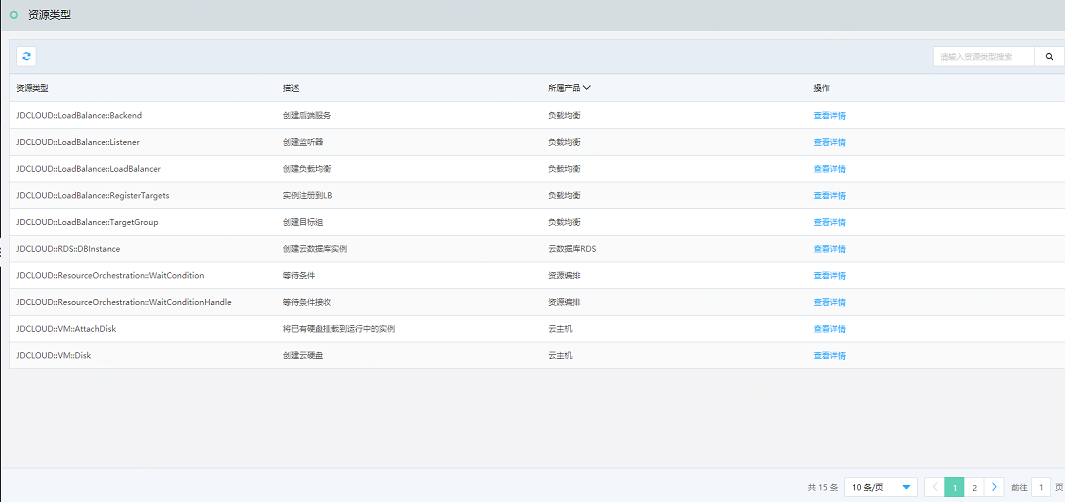 资源类型
请输入资源类型搜索
资源类型 描述 所属产品 操作
JDCLOUD::LoadBalance::Backend 创建后端服务 负载均衡 查看详情
JDCLOUD::LoadBalance::Listener 创建监听器 负载均衡 查看详情
JDCLOUD::LoadBalance::LoadBalancer 创建负载均衡 负载均衡 查看详情
JDCLOUD::LoadBalance::RegisterTargets 实例注册到LB 负载均衡 查看详情
JDCLOUD::LoadBalance::TargetGroup 创建目标组 负载均衡 查看详情
JDCLOUD::RDS::DBInstance 创建云数据库实例 云数据库RDS 查看详情
JDCLOUD::ResourceOrchestration::WaitCondition 等待条件 资源编排 查看详情
JDCLOUD::ResourceOrchestration::WaitConditionHandle 等待条件接收 资源编排 查看详情
JDCLOUD::VM::AttachDisk 将已有硬盘挂载到运行中的实例 云主机 查看详情
JDCLOUD::VM::Disk 创建云硬盘 云主机 查看详情
共 15 条 10 条/页 1 2 前往 1 页